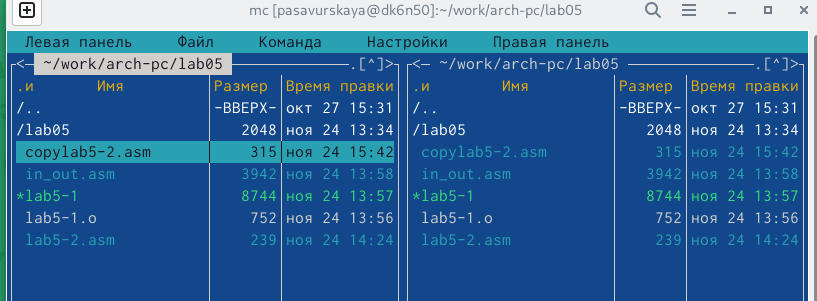 mc [pasavurskaya@dk6n50]:~/work/arch-pc/lab05
Левая панель Файл Команда Настройки Правая панель
<— ~/work/arch-pc/lab05 .[^]> <— ~/work/arch-pc/lab05 .[^]>
.и Имя Размер Время правки .и Имя Размер Время правки
/.. -ВВЕРХ- окт 27 15:31 /.. -ВВЕРХ- окт 27 15:31
/lab05 2048 ноя 24 13:34 /lab05 2048 ноя 24 13:34
copylab5-2.asm 315 ноя 24 15:42 copylab5-2.asm 315 ноя 24 15:42
in_out.asm 3942 ноя 24 13:58 in_out.asm 3942 ноя 24 13:58
*lab5-1 8744 ноя 24 13:57 *lab5-1 8744 ноя 24 13:57
lab5-1.o 752 ноя 24 13:56 lab5-1.o 752 ноя 24 13:56
lab5-2.asm 239 ноя 24 14:24 lab5-2.asm 239 ноя 24 14:24